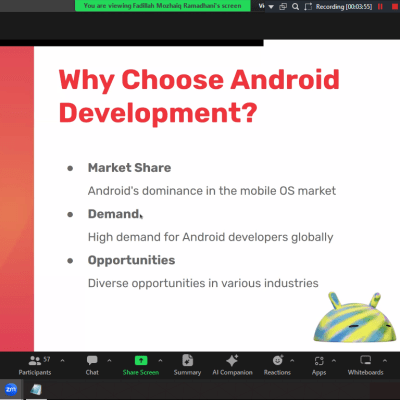 You are viewing Fadillah Muzhaiq Ramadhani's screen
Vi
Recording [00:03:55]
Why Choose Android
Development?
● Market Share
Android's dominance in the mobile OS market
● Demand
High demand for Android developers globally
● Opportunities
Diverse opportunities in various industries
57
Participants
Chat
Share Screen
Summary
AI Companion
Reactions
Apps
Whiteboards
zm